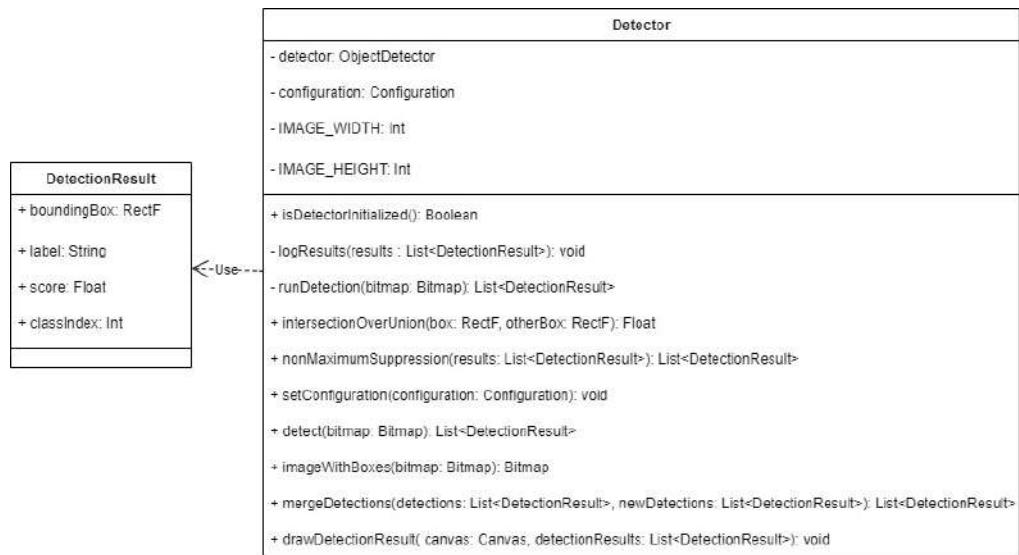 DetectionResult
+ boundingBox: RectF
+ label: String
+ score: Float
+ classIndex: Int
Use
Detector
- detector: ObjectDetector
- configuration: Configuration
- IMAGE_WIDTH: Int
- IMAGE_HEIGHT: Int
+ isDetectorInitialized(): Boolean
- logResults(results : List<DetectionResult>): void
- runDetection(bitmap: Bitmap): List<DetectionResult>
+ intersectionOverUnion(box: RectF, otherBox: RectF): Float
+ nonMaximumSuppression(results: List<DetectionResult>): List<DetectionResult>
+ setConfiguration(configuration: Configuration): void
+ detect(bitmap: Bitmap): List<DetectionResult>
+ imageWithBoxes(bitmap: Bitmap): Bitmap
+ mergeDetections(detections: List<DetectionResult>, newDetections: List<DetectionResult>): List<DetectionResult>
+ drawDetectionResult( canvas: Canvas, detectionResults: List<DetectionResult>): void